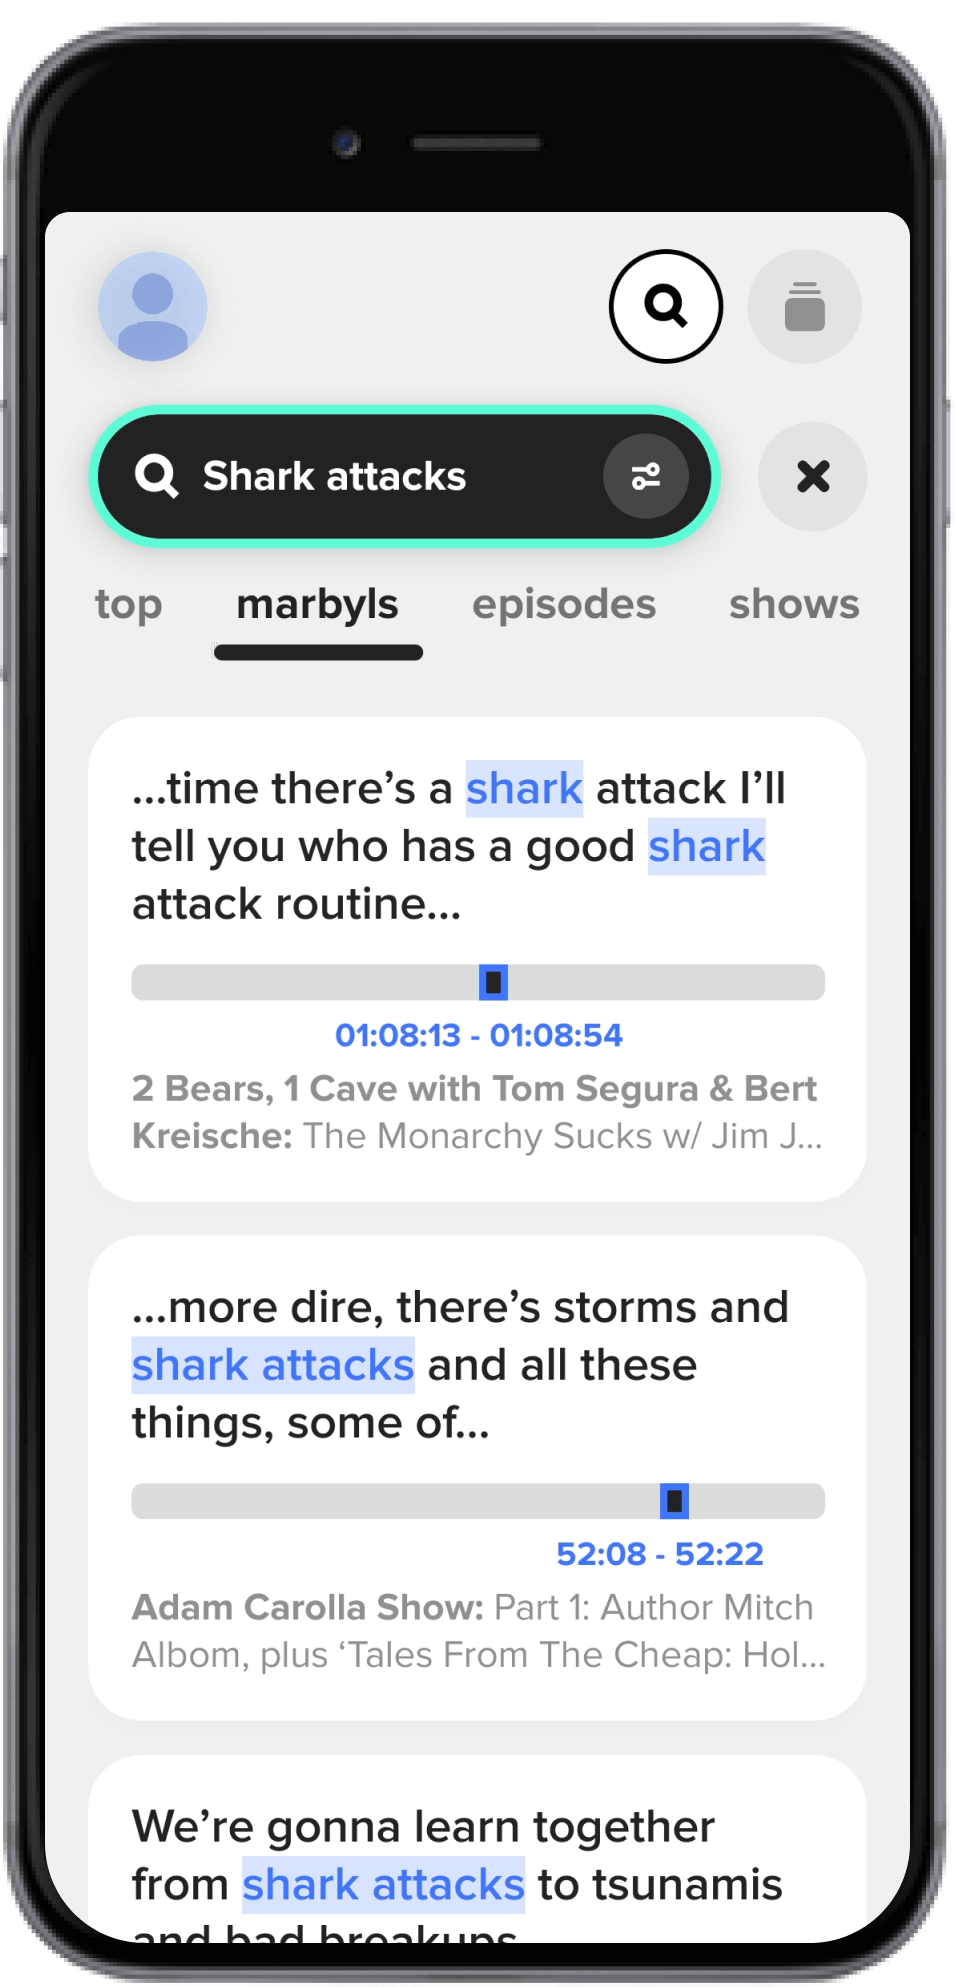 Shark attacks
top marbyls episodes shows
...time there's a shark attack I'll
tell you who has a good shark
attack routine...
01:08:13 - 01:08:54
2 Bears, 1 Cave with Tom Segura & Bert
Kreische: The Monarchy Sucks w/ Jim J...
...more dire, there's storms and
shark attacks and all these
things, some of...
52:08 - 52:22
Adam Carolla Show: Part 1: Author Mitch
Albom, plus ‘Tales From The Cheap: Hol...
We're gonna learn together
from shark attacks to tsunamis
and bad breakups